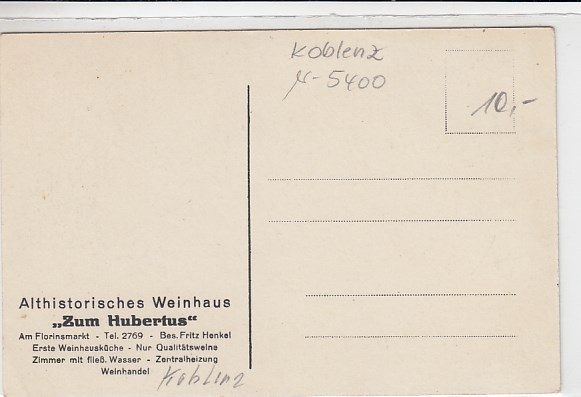 Koblenz
5400
10,-
Althistorisches Weinhaus
„Zum Hubertus“
Am Florinsmarkt - Tel. 2769 - Bes. Fritz Henkel
Erste Weinhausküche - Nur Qualitätsweine
Zimmer mit fließ. Wasser - Zentralheizung
Weinhandel
Koblenz